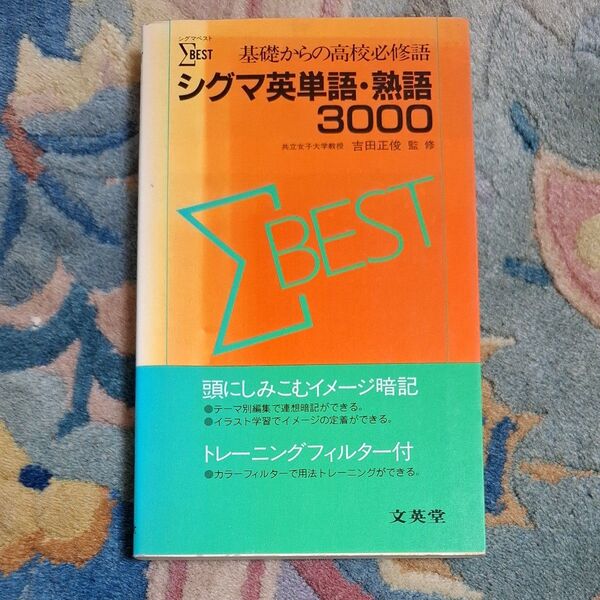 シグマベスト
ΣBEST
基礎からの高校必修語
シグマ英単語・熟語
3000
共立女子大学教授 吉田正俊 監修
ΣBEST
頭にしみこむイメージ暗記
●テーマ別編集で連想暗記ができる。
●イラスト学習でイメージの定着ができる。
トレーニングフィルター付
●カラーフィルターで用法トレーニングができる。
文英堂